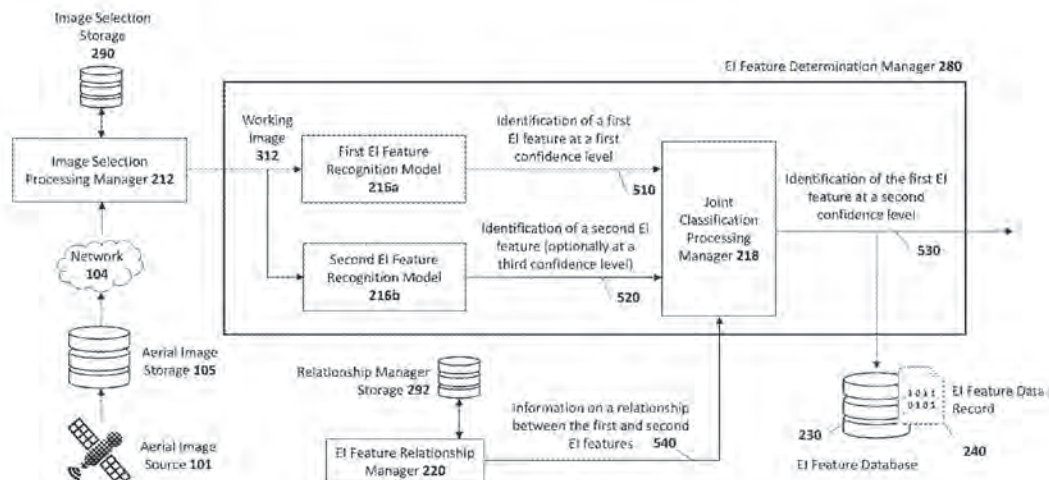 Image Selection
Storage
290
EI Feature Determination Manager 280
Working
Image
312
Identification of a first
EI feature at a first
confidence level
First EI Feature
Recognition Model
216a
510
Image Selection
Processing Manager 212
Joint
Classification
Processing
Manager 218
Identification of the first EI
feature at a second
confidence level
530
Identification of a second EI
feature (optionally at a
third confidence level)
520
Second EI Feature
Recognition Model
216b
Network
104
Aerial Image
Storage 105
Relationship Manager
Storage 292
Information on a relationship
between the first and second
EI features
540
EI Feature Relationship
Manager 220
Aerial Image
Source 101
1011
0101
EI Feature Data
Record
230
240
EI Feature Database